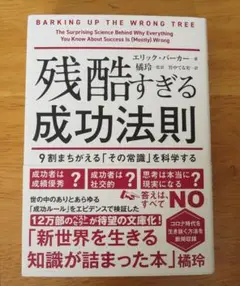 BARKING UP THE WRONG TREE
The Surprising Science Behind Why Everything
You Know About Success Is (Mostly) Wrong
エリック・バーカー 著
橘玲 監訳 竹中てる実 訳
残酷すぎる
成功法則
9割まちがえる「その常識」を科学する
成功者は
成績優秀？
成功者は
社交的？
思考は本当に
現実になる？
答えは、
すべて
NO
世の中のありとあらゆる
「成功ルール」をエビデンスで検証した
12万部のベストセラー 待望の文庫化！
「新世界を生きる
知識が詰まった本」橘玲
コロナ時代を
生き抜く方法を
新規収録